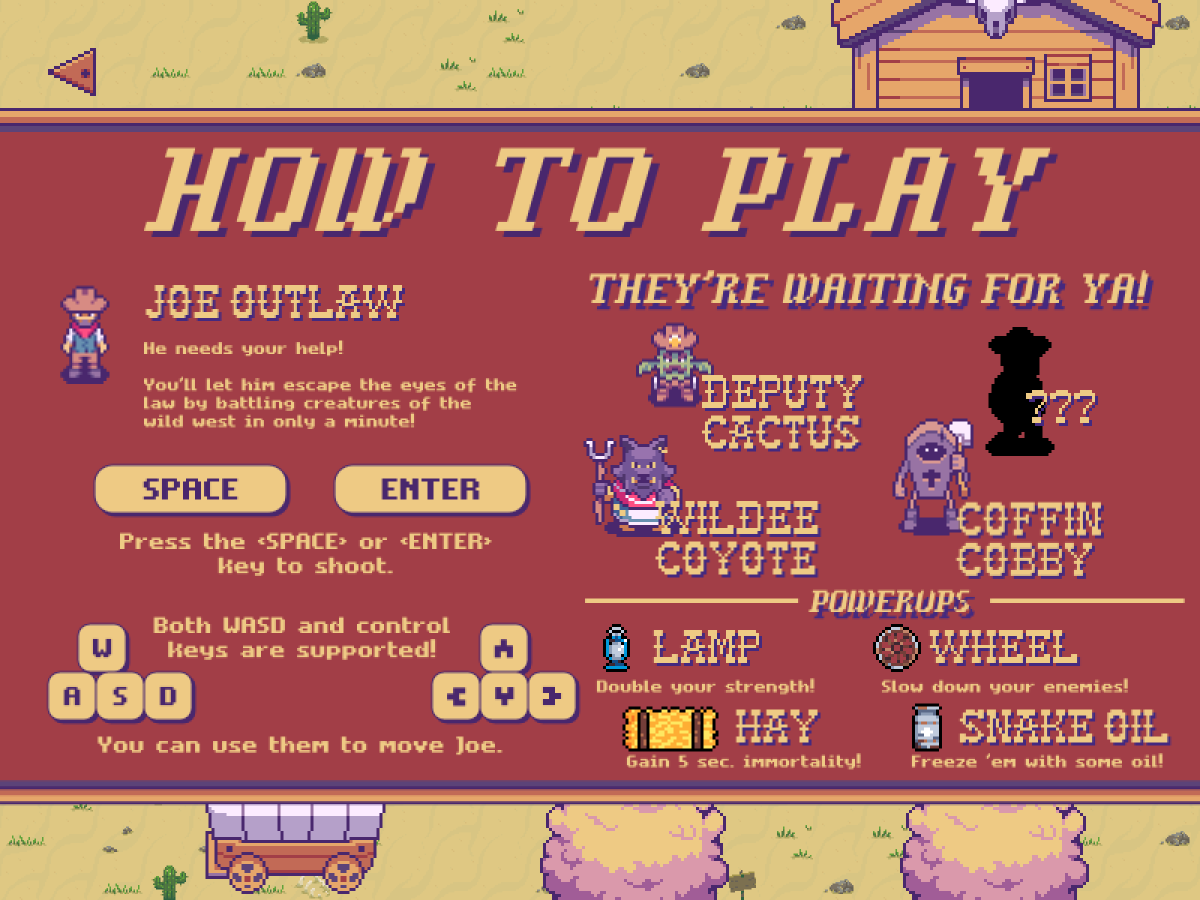 HOW TO PLAY
JOE OUTLAW
He needs your help!
You'll let him escape the eyes of the
law by battling creatures of the
wild west in only a minute!
SPACE
ENTER
Press the <SPACE> or <ENTER>
key to shoot.
Both WASD and control
keys are supported!
W
A S D
You can use them to move Joe.
THEY'RE WAITING FOR YA!
DEPUTY
CACTUS
???
WILDEE
COYOTE
COFFIN
COBBY
POWERUPS
LAMP
Double your strength!
WHEEL
Slow down your enemies!
HAY
Gain 5 sec. immortality!
SNAKE OIL
Freeze 'em with some oil!